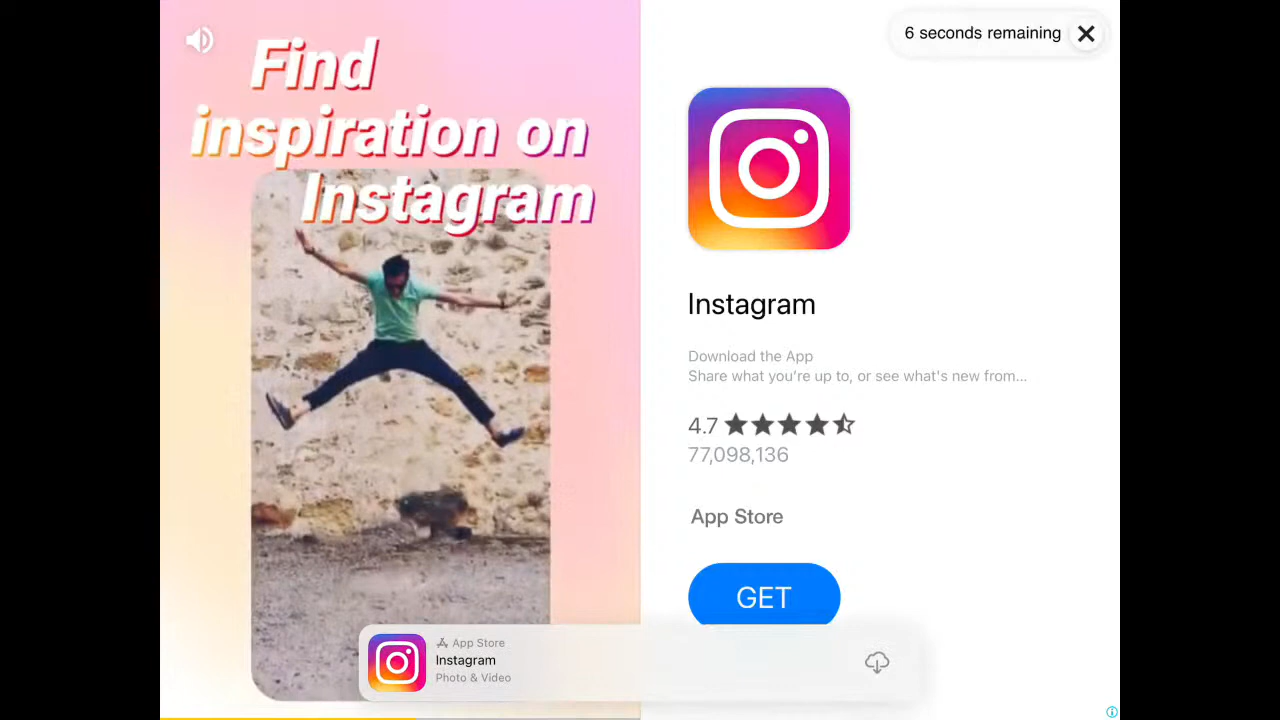 Find
inspiration on
Instagram
6 seconds remaining
Instagram
Download the App
Share what you're up to, or see what's new from...
4.7
77,098,136
App Store
GET
App Store
Instagram
Photo & Video